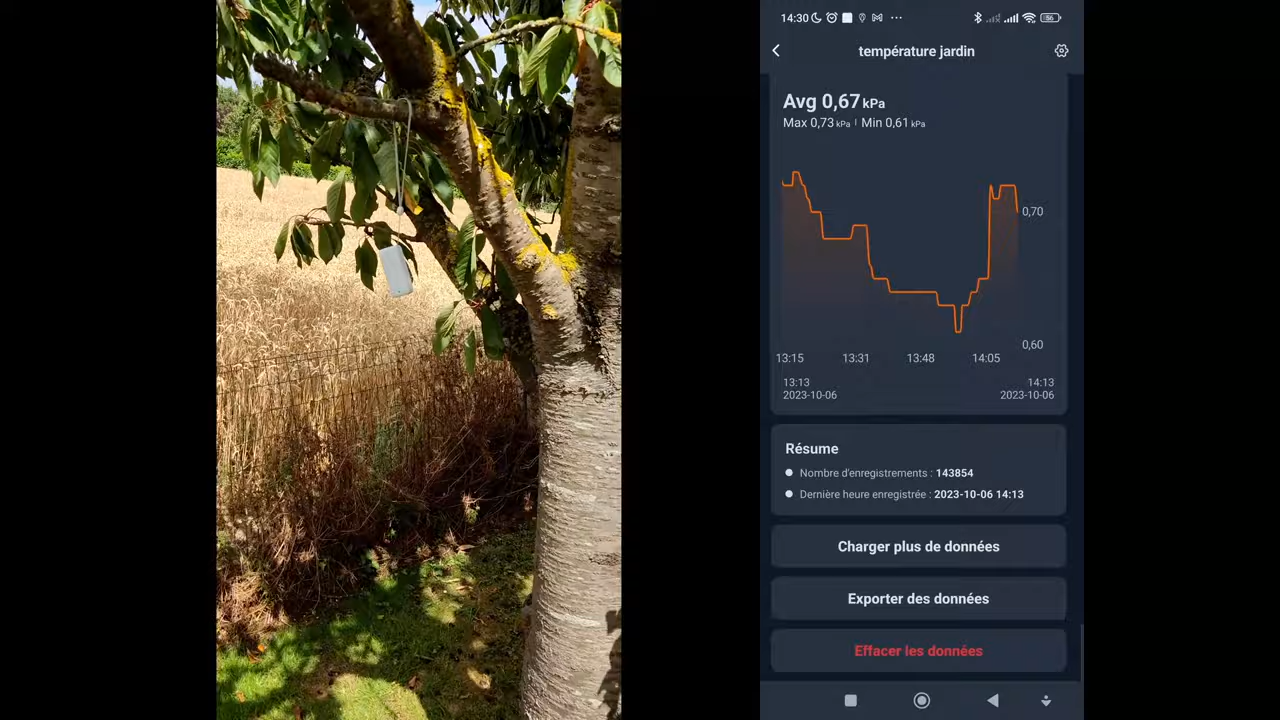 14:30
température jardin
Avg 0,67 kPa
Max 0,73 kPa | Min 0,61 kPa
0,70
0,60
13:15 13:31 13:48 14:05
13:13 14:13
2023-10-06 2023-10-06
Résume
Nombre d'enregistrements : 143854
Dernière heure enregistrée : 2023-10-06 14:13
Charger plus de données
Exporter des données
Effacer les données